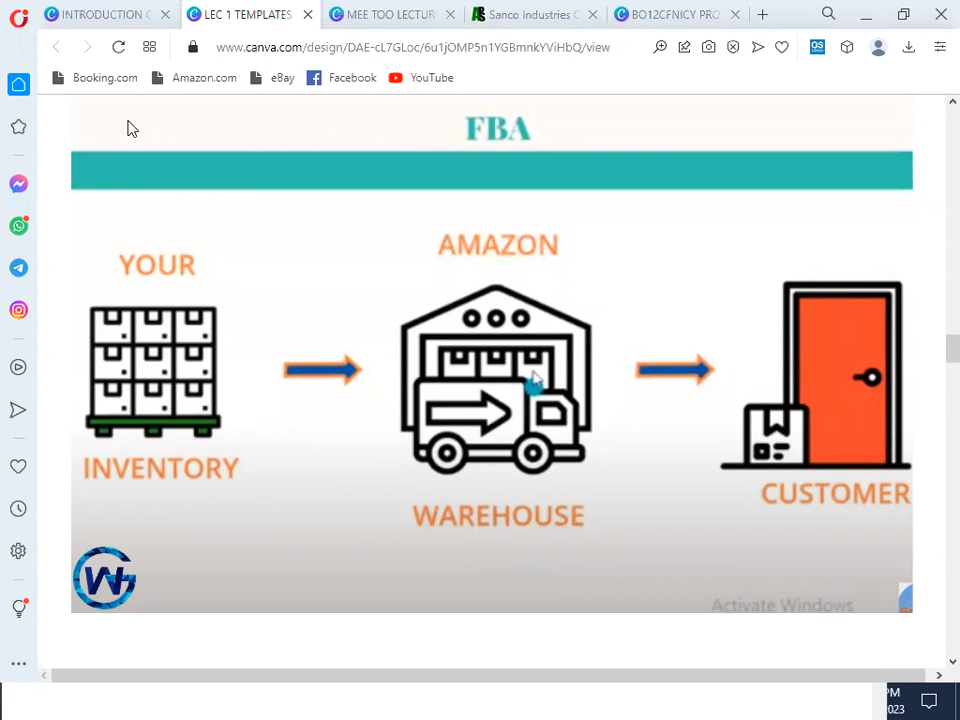 INTRODUCTION C
LEC 1 TEMPLATES
MEE TOO LECTUR
Sanco Industries C
BO12CFNICY PRO
www.canva.com/design/DAE-cL7GLoc/6u1jOMP5n1YGBmnkYViHbQ/view
Booking.com
Amazon.com
eBay
Facebook
YouTube
FBA
YOUR
INVENTORY
AMAZON
WAREHOUSE
CUSTOMER
Activate Windows
PM
2023